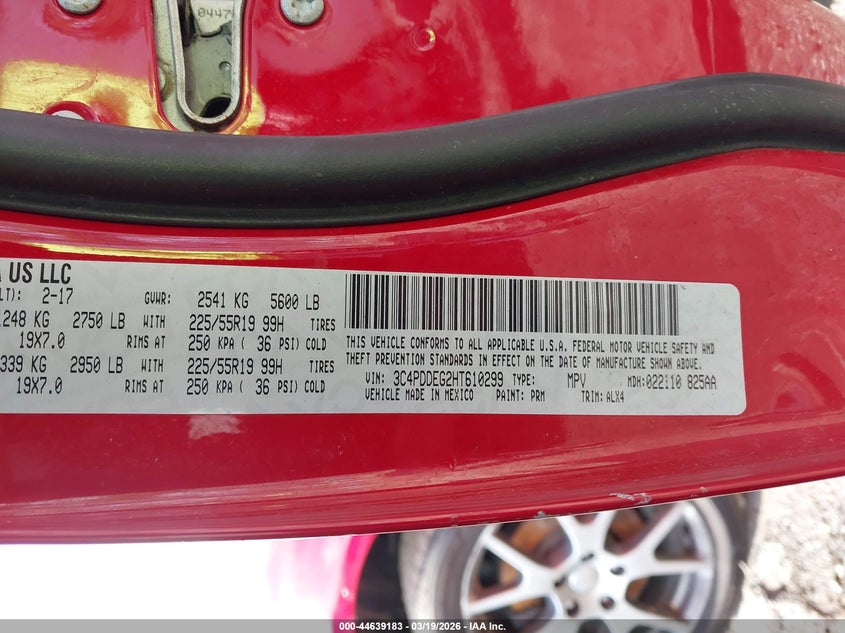 0447
US LLC
LT): 2-17 GVWR: 2541 KG 5600 LB
1248 KG 2750 LB WITH 225/55R19 99H TIRES
19X7.0 RIMS AT 250 KPA ( 36 PSI) COLD
339 KG 2950 LB WITH 225/55R19 99H TIRES
19X7.0 RIMS AT 250 KPA ( 36 PSI) COLD
THIS VEHICLE CONFORMS TO ALL APPLICABLE U.S.A. FEDERAL MOTOR VEHICLE SAFETY AND
THEFT PREVENTION STANDARDS IN EFFECT ON THE DATE OF MANUFACTURE SHOWN ABOVE.
VIN: 3C4PDDEG2HT610299 TYPE: MPV MDH:022110 825AA
VEHICLE MADE IN MEXICO PAINT: PRM TRIM: ALX4
000-44639183 - 03/19/2026 - IAA Inc.